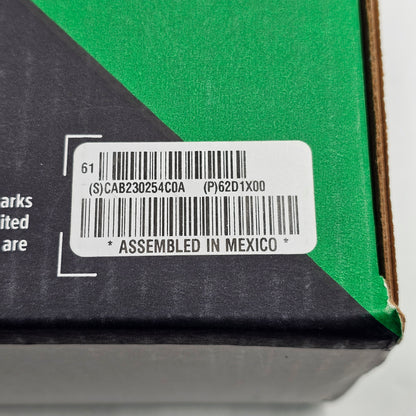 61
(S)CAB230254C0A (P)62D1X00
* ASSEMBLED IN MEXICO *
arks
ited
are